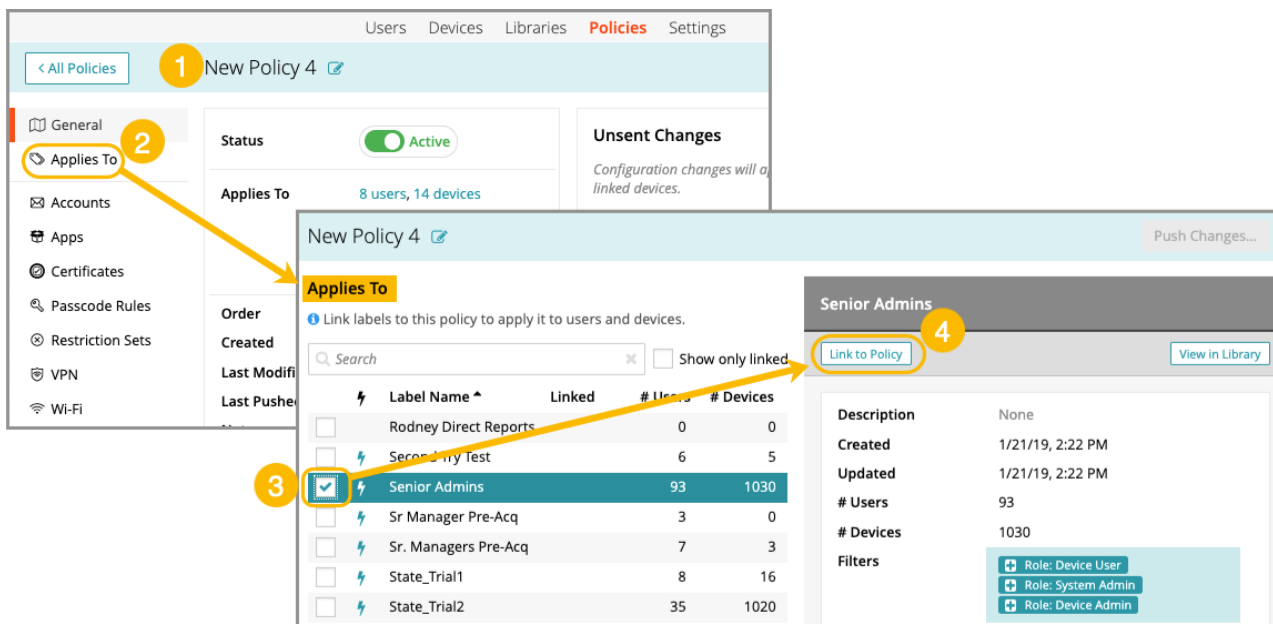 Users Devices Libraries Policies Settings
< All Policies
1
New Policy 4
General
2
Applies To
Accounts
Apps
Certificates
Passcode Rules
Restriction Sets
VPN
Wi-Fi
Status Active
Applies To 8 users, 14 devices
Order
Created
Last Modifi
Last Pushe
Unsent Changes
Configuration changes will a
linked devices.
New Policy 4
Push Changes...
Applies To
Link labels to this policy to apply it to users and devices.
Search Show only linked
Label Name Linked # Users # Devices
Rodney Direct Reports 0 0
Second Try Test 6 5
3
Senior Admins 93 1030
Sr Manager Pre-Acq 3 0
Sr. Managers Pre-Acq 7 3
State_Trial1 8 16
State_Trial2 35 1020
Senior Admins
4
Link to Policy View in Library
Description None
Created 1/21/19, 2:22 PM
Updated 1/21/19, 2:22 PM
# Users 93
# Devices 1030
Filters
Role: Device User
Role: System Admin
Role: Device Admin